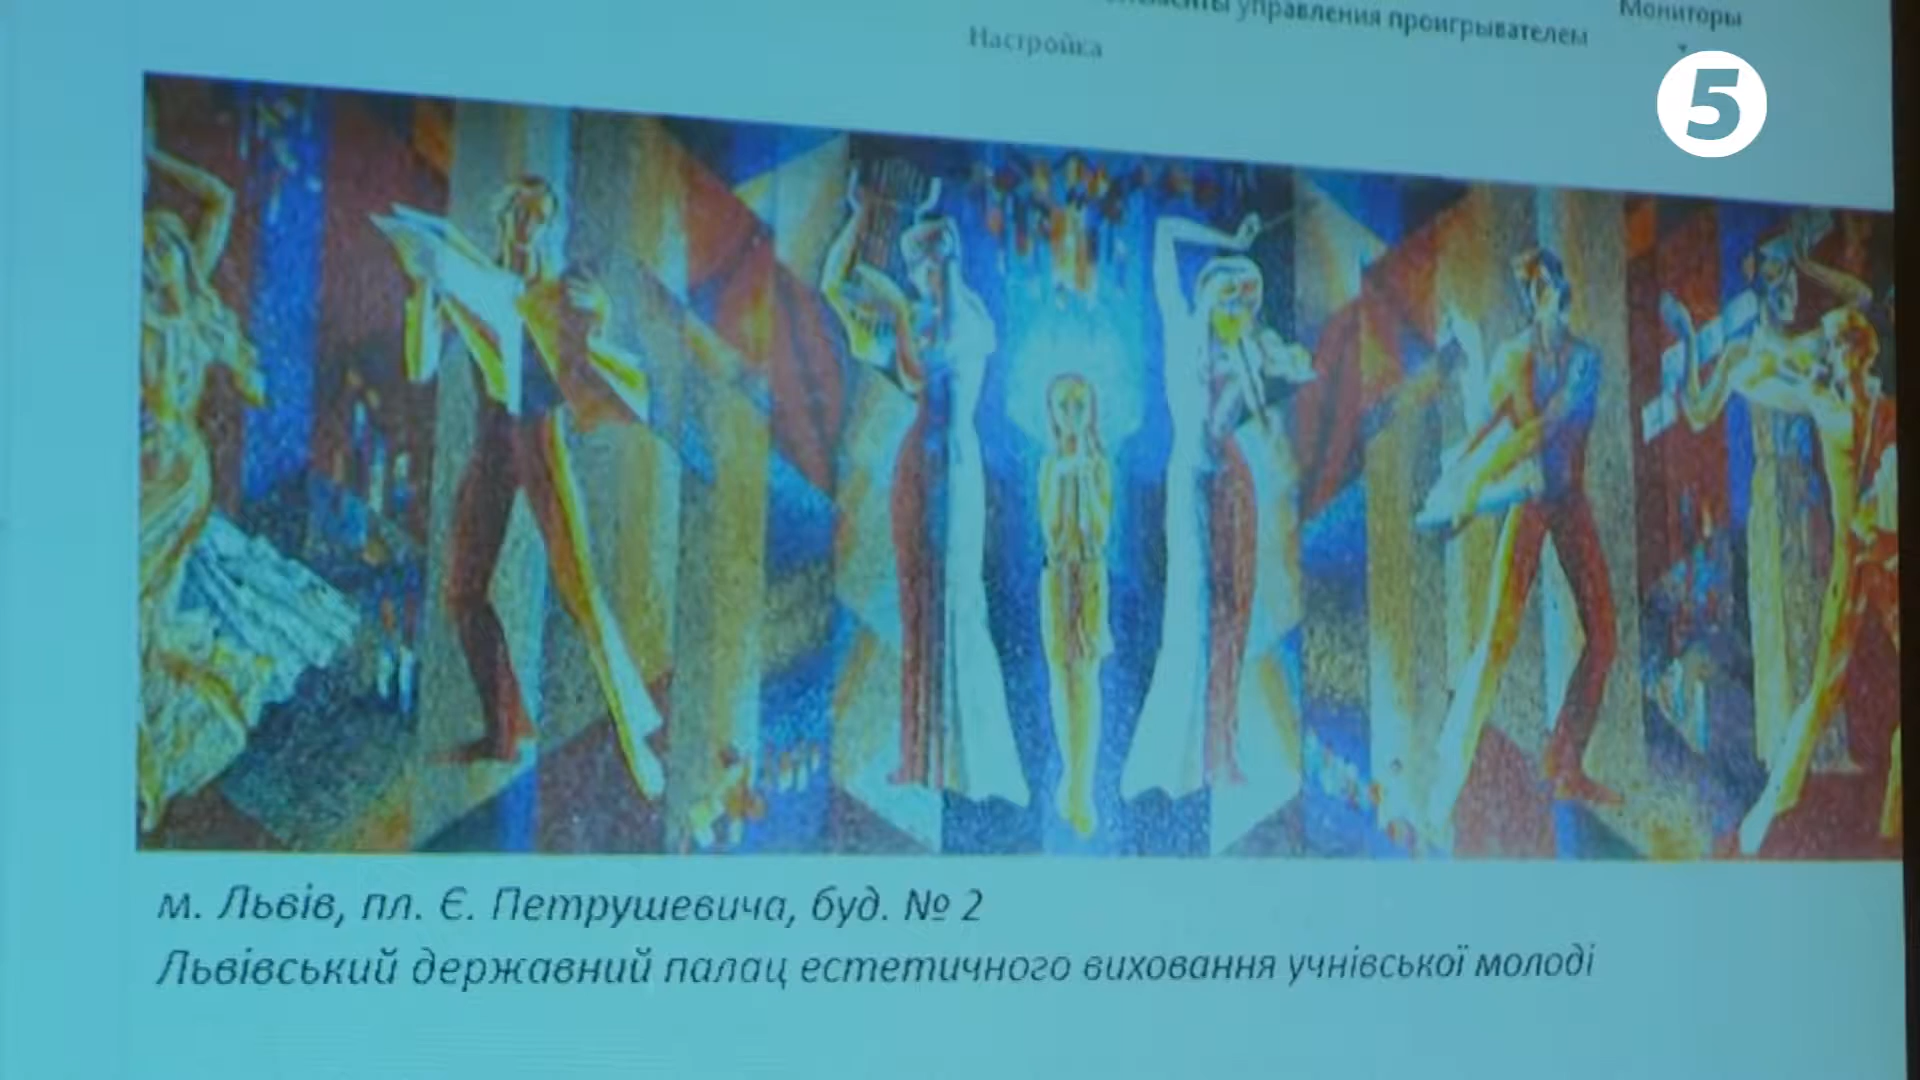 управления проигрывателем
Мониторы
Настройка
5
м. Львів, пл. Є. Петрушевича, буд. № 2
Львівський державний палац естетичного виховання учнівської молоді